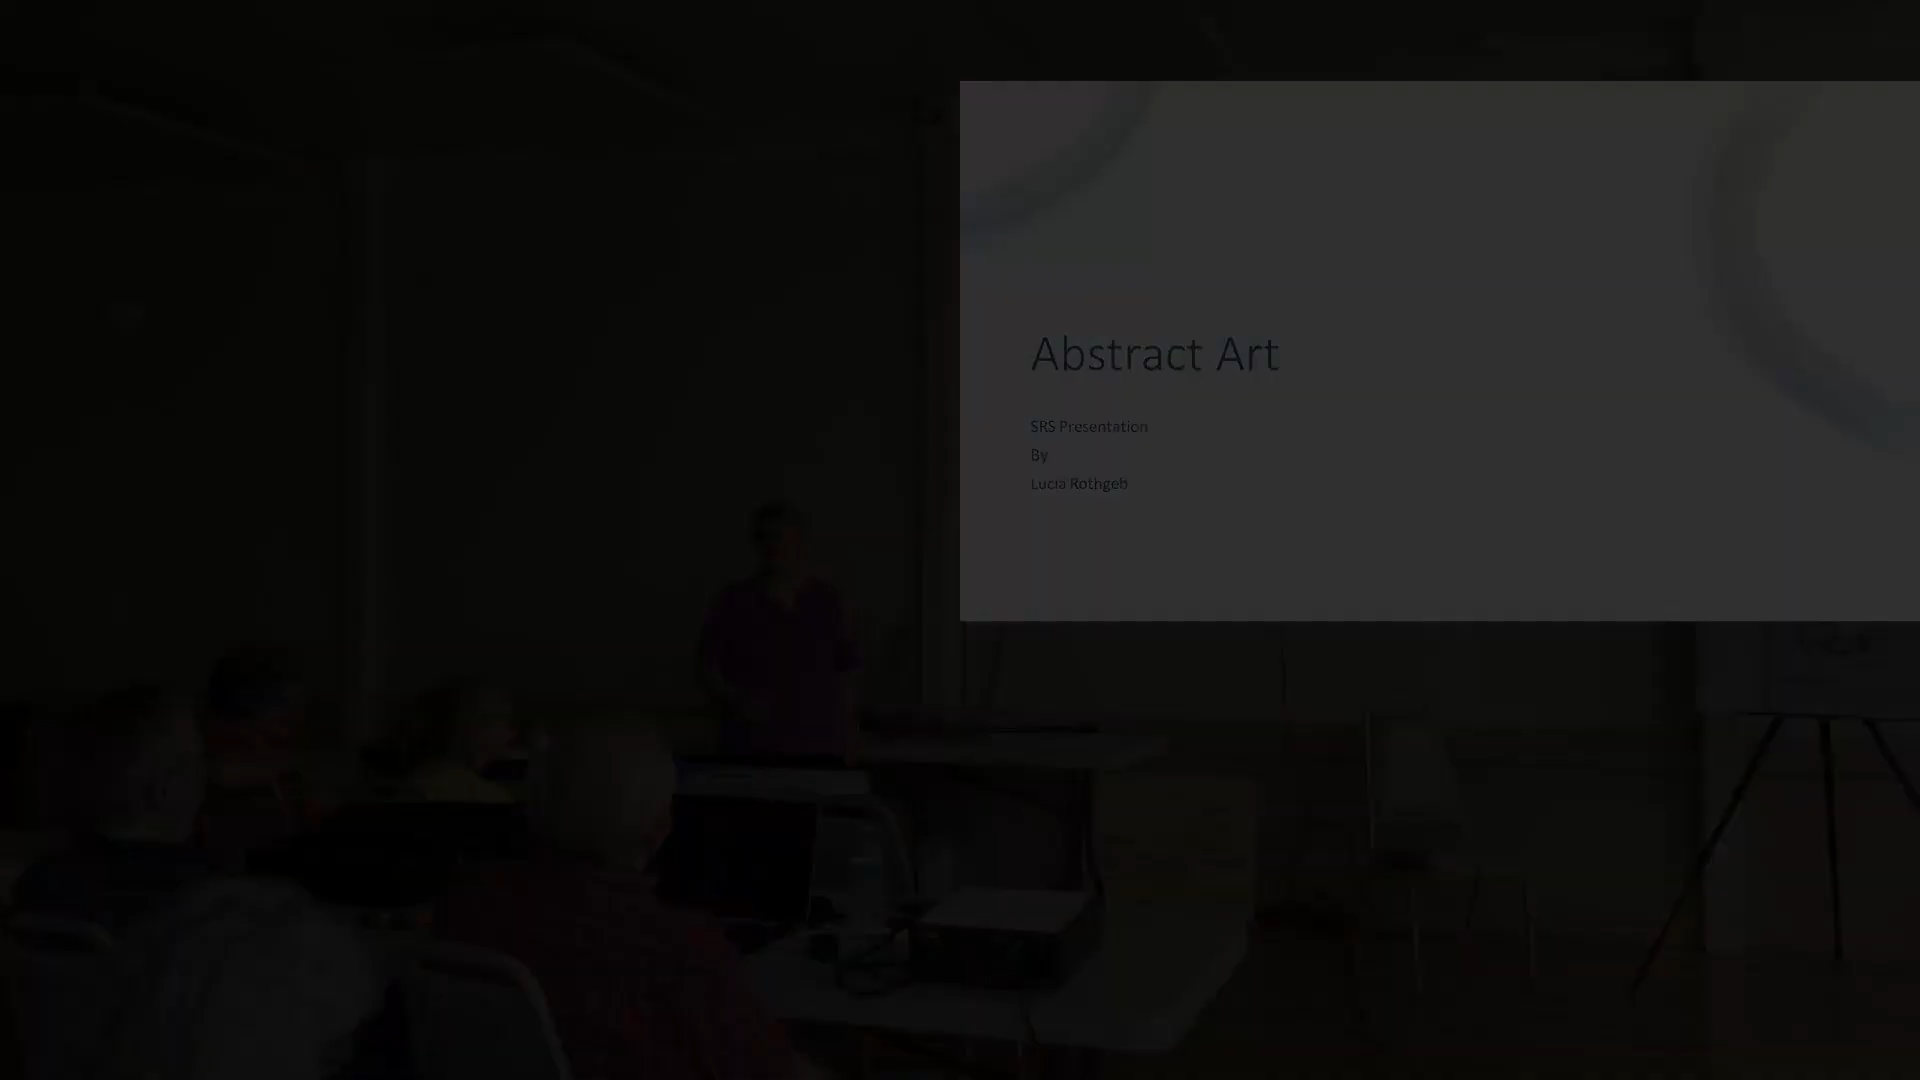 Abstract Art
SRS Presentation
By
Lucia Rothgeb